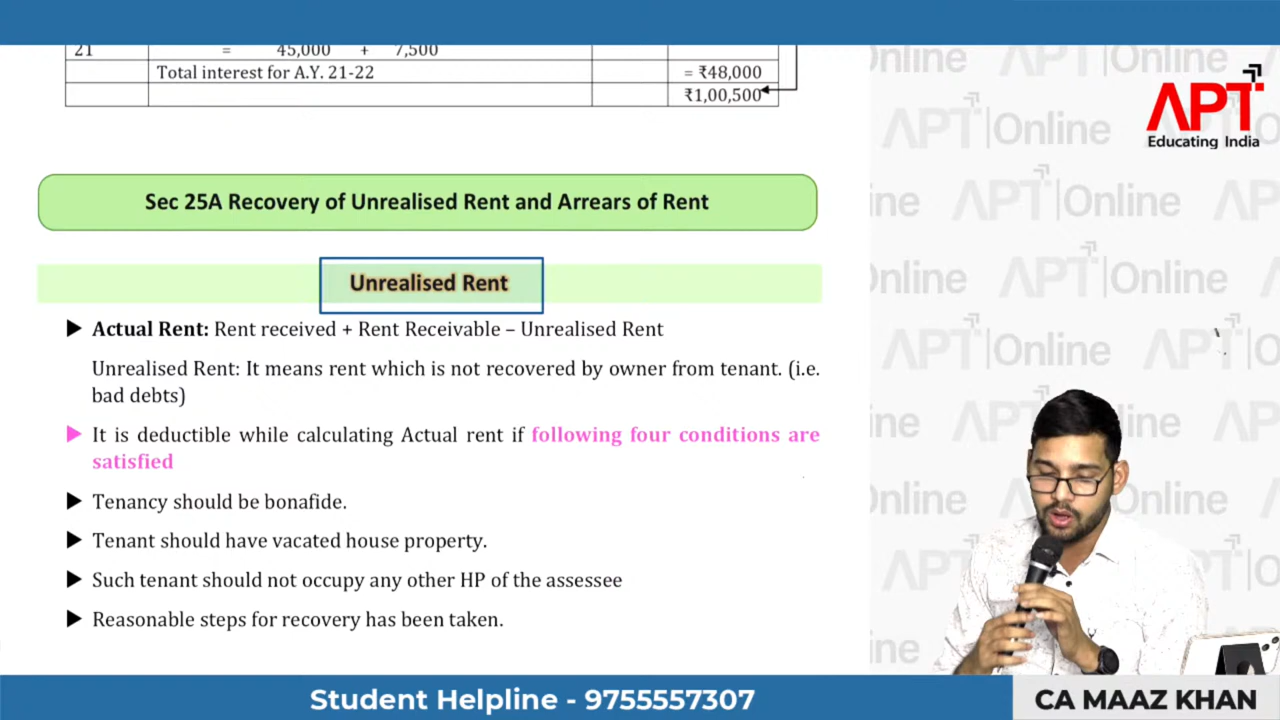 21 = 45,000 + 7,500
Total interest for A.Y. 21-22 = ₹48,000
₹1,00,500
APT
Educating India
Sec 25A Recovery of Unrealised Rent and Arrears of Rent
Unrealised Rent
▶ Actual Rent: Rent received + Rent Receivable – Unrealised Rent
Unrealised Rent: It means rent which is not recovered by owner from tenant. (i.e.
bad debts)
▶ It is deductible while calculating Actual rent if following four conditions are
satisfied
▶ Tenancy should be bonafide.
▶ Tenant should have vacated house property.
▶ Such tenant should not occupy any other HP of the assessee
▶ Reasonable steps for recovery has been taken.
APT|Online
Student Helpline - 9755557307
CA MAAZ KHAN